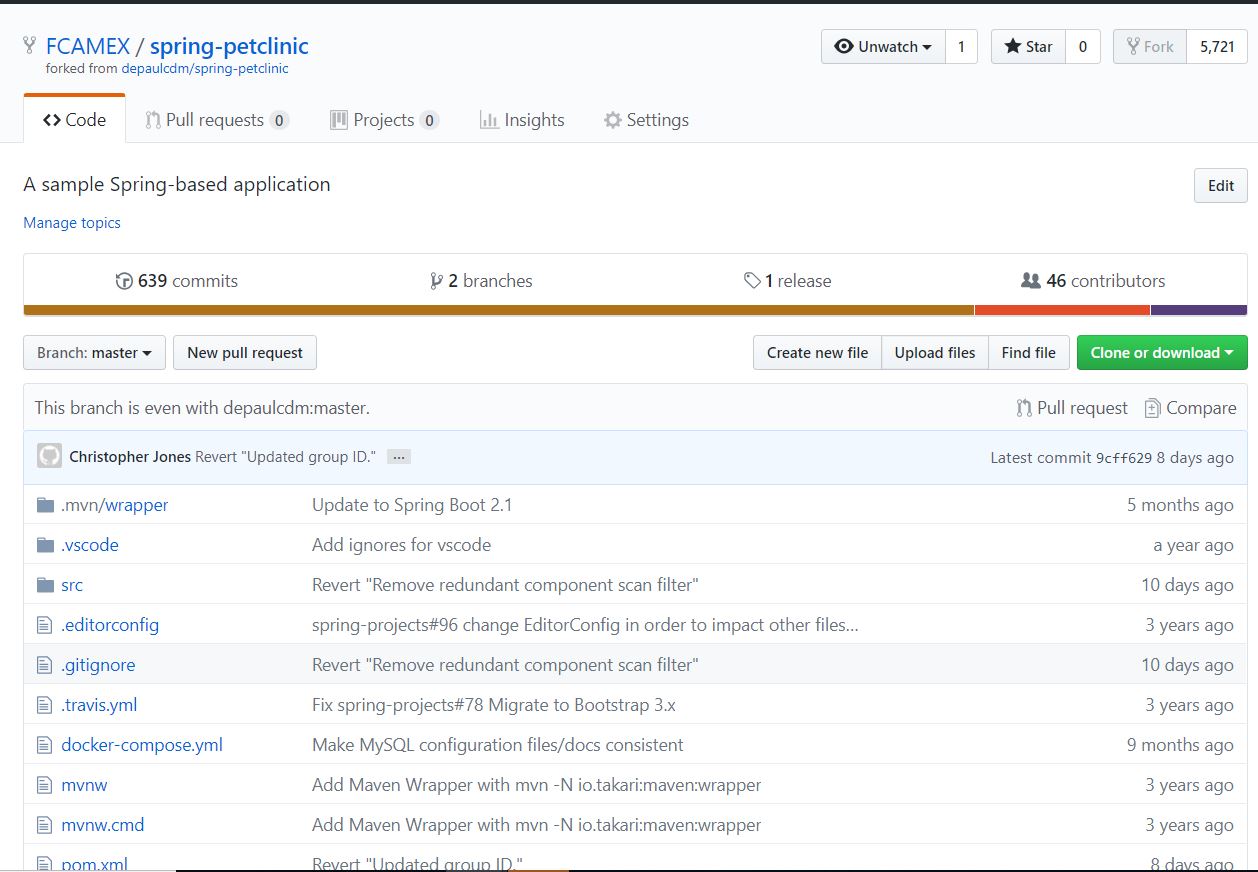 FCAMEX / spring-petclinic
forked from depaulcdm/spring-petclinic
Unwatch 1 Star 0 Fork 5,721
Code Pull requests 0 Projects 0 Insights Settings
A sample Spring-based application Edit
Manage topics
639 commits 2 branches 1 release 46 contributors
Branch: master New pull request Create new file Upload files Find file Clone or download
This branch is even with depaulcdm:master. Pull request Compare
Christopher Jones Revert "Updated group ID." ... Latest commit 9cff629 8 days ago
.mvn/wrapper Update to Spring Boot 2.1 5 months ago
.vscode Add ignores for vscode a year ago
src Revert "Remove redundant component scan filter" 10 days ago
.editorconfig spring-projects#96 change EditorConfig in order to impact other files... 3 years ago
.gitignore Revert "Remove redundant component scan filter" 10 days ago
.travis.yml Fix spring-projects#78 Migrate to Bootstrap 3.x 3 years ago
docker-compose.yml Make MySQL configuration files/docs consistent 9 months ago
mvnw Add Maven Wrapper with mvn -N io.takari:maven:wrapper 3 years ago
mvnw.cmd Add Maven Wrapper with mvn -N io.takari:maven:wrapper 3 years ago
pom.xml Revert "Updated group ID." 8 days ago